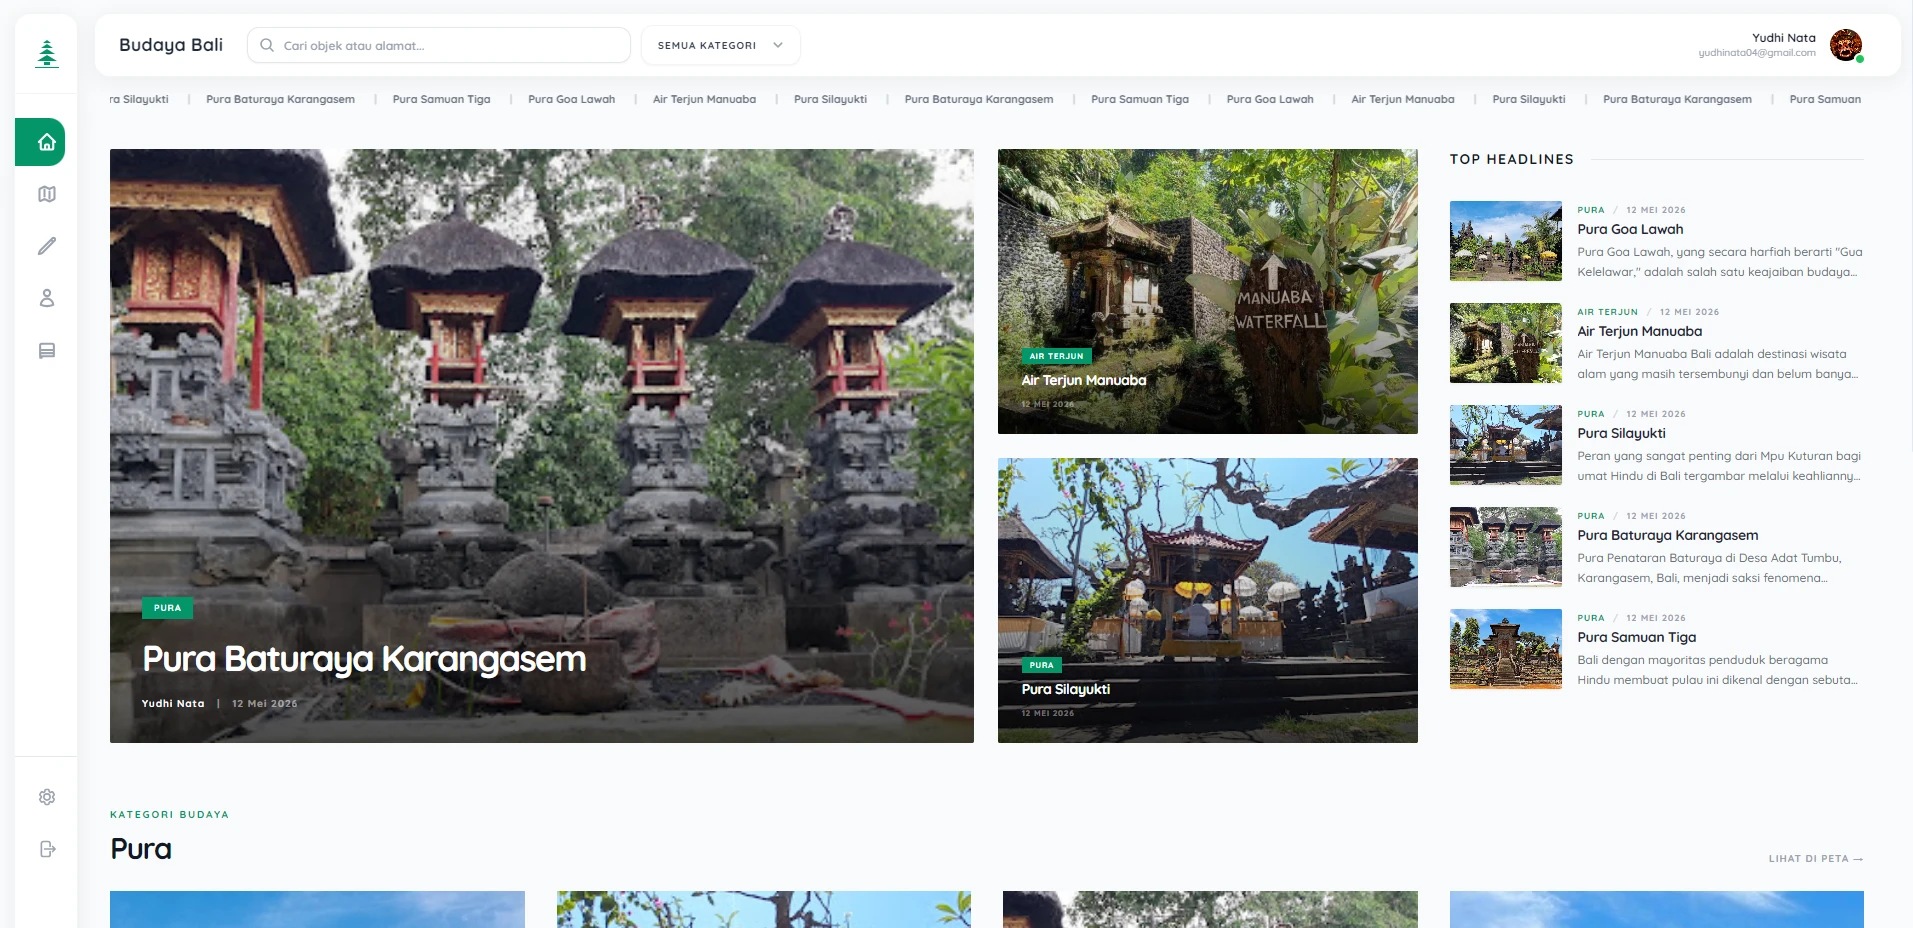 Budaya Bali
Cari objek atau alamat...
SEMUA KATEGORI
Yudhi Nata
yudhinata04@gmail.com
ra Silayukti | Pura Baturaya Karangasem | Pura Samuan Tiga | Pura Goa Lawah | Air Terjun Manuaba | Pura Silayukti | Pura Baturaya Karangasem | Pura Samuan Tiga | Pura Goa Lawah | Air Terjun Manuaba | Pura Silayukti | Pura Baturaya Karangasem | Pura Samuan
PURA
Pura Baturaya Karangasem
Yudhi Nata | 12 Mei 2026
MANUABA
WATERFALL
AIR TERJUN
Air Terjun Manuaba
12 MEI 2026
PURA
Pura Silayukti
12 MEI 2026
TOP HEADLINES
PURA / 12 MEI 2026
Pura Goa Lawah
Pura Goa Lawah, yang secara harfiah berarti "Gua
Kelelawar," adalah salah satu keajaiban budaya...
AIR TERJUN / 12 MEI 2026
Air Terjun Manuaba
Air Terjun Manuaba Bali adalah destinasi wisata
alam yang masih tersembunyi dan belum banya...
PURA / 12 MEI 2026
Pura Silayukti
Peran yang sangat penting dari Mpu Kuturan bagi
umat Hindu di Bali tergambar melalui keahlianny...
PURA / 12 MEI 2026
Pura Baturaya Karangasem
Pura Penataran Baturaya di Desa Adat Tumbu,
Karangasem, Bali, menjadi saksi fenomena...
PURA / 12 MEI 2026
Pura Samuan Tiga
Bali dengan mayoritas penduduk beragama
Hindu membuat pulau ini dikenal dengan sebuta...
KATEGORI BUDAYA
Pura
LIHAT DI PETA →